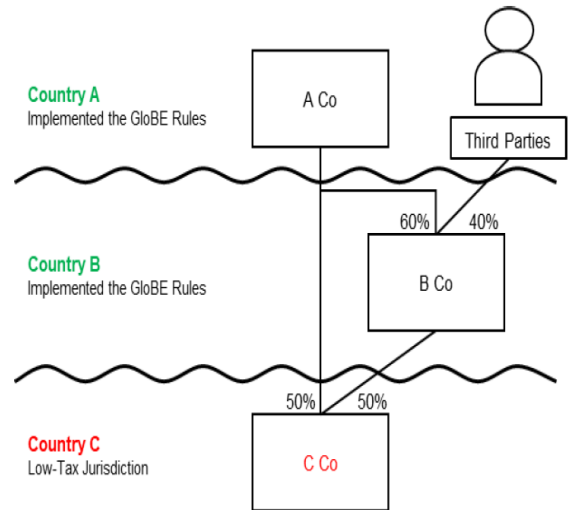 Country A
Implemented the GloBE Rules
A Co
Third Parties
60%
40%
Country B
Implemented the GloBE Rules
B Co
50%
50%
Country C
Low-Tax Jurisdiction
C Co